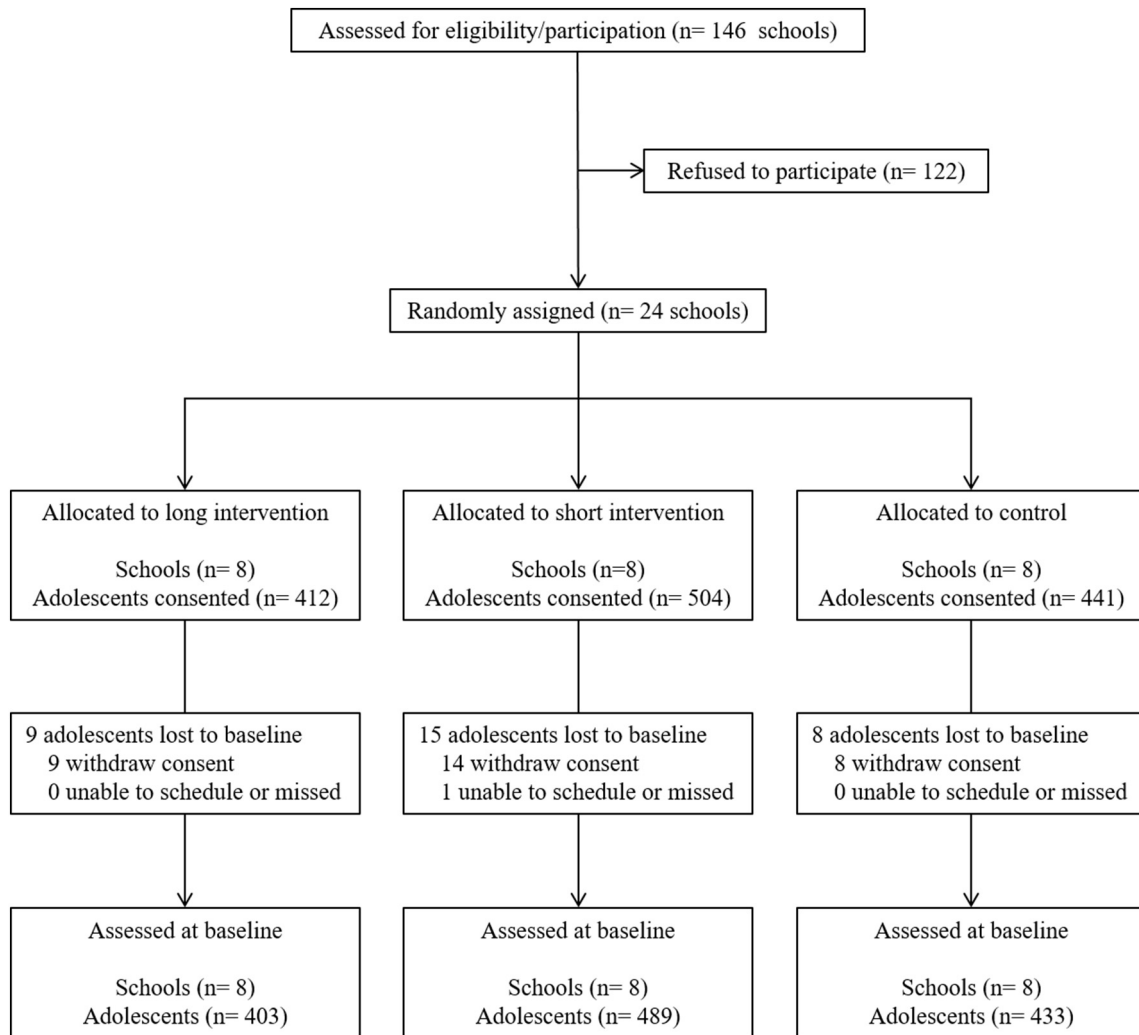 Assessed for eligibility/participation (n= 146  schools)
Refused to participate (n= 122)
Randomly assigned (n= 24 schools)
Allocated to long intervention
Schools (n= 8)
Adolescents consented (n= 412)
Allocated to short intervention
Schools (n=8)
Adolescents consented (n= 504)
Allocated to control
Schools (n= 8)
Adolescents consented (n= 441)
9 adolescents lost to baseline
9 withdraw consent
0 unable to schedule or missed
15 adolescents lost to baseline
14 withdraw consent
1 unable to schedule or missed
8 adolescents lost to baseline
8 withdraw consent
0 unable to schedule or missed
Assessed at baseline
Schools (n= 8)
Adolescents (n= 403)
Assessed at baseline
Schools (n= 8)
Adolescents (n= 489)
Assessed at baseline
Schools (n= 8)
Adolescents (n= 433)